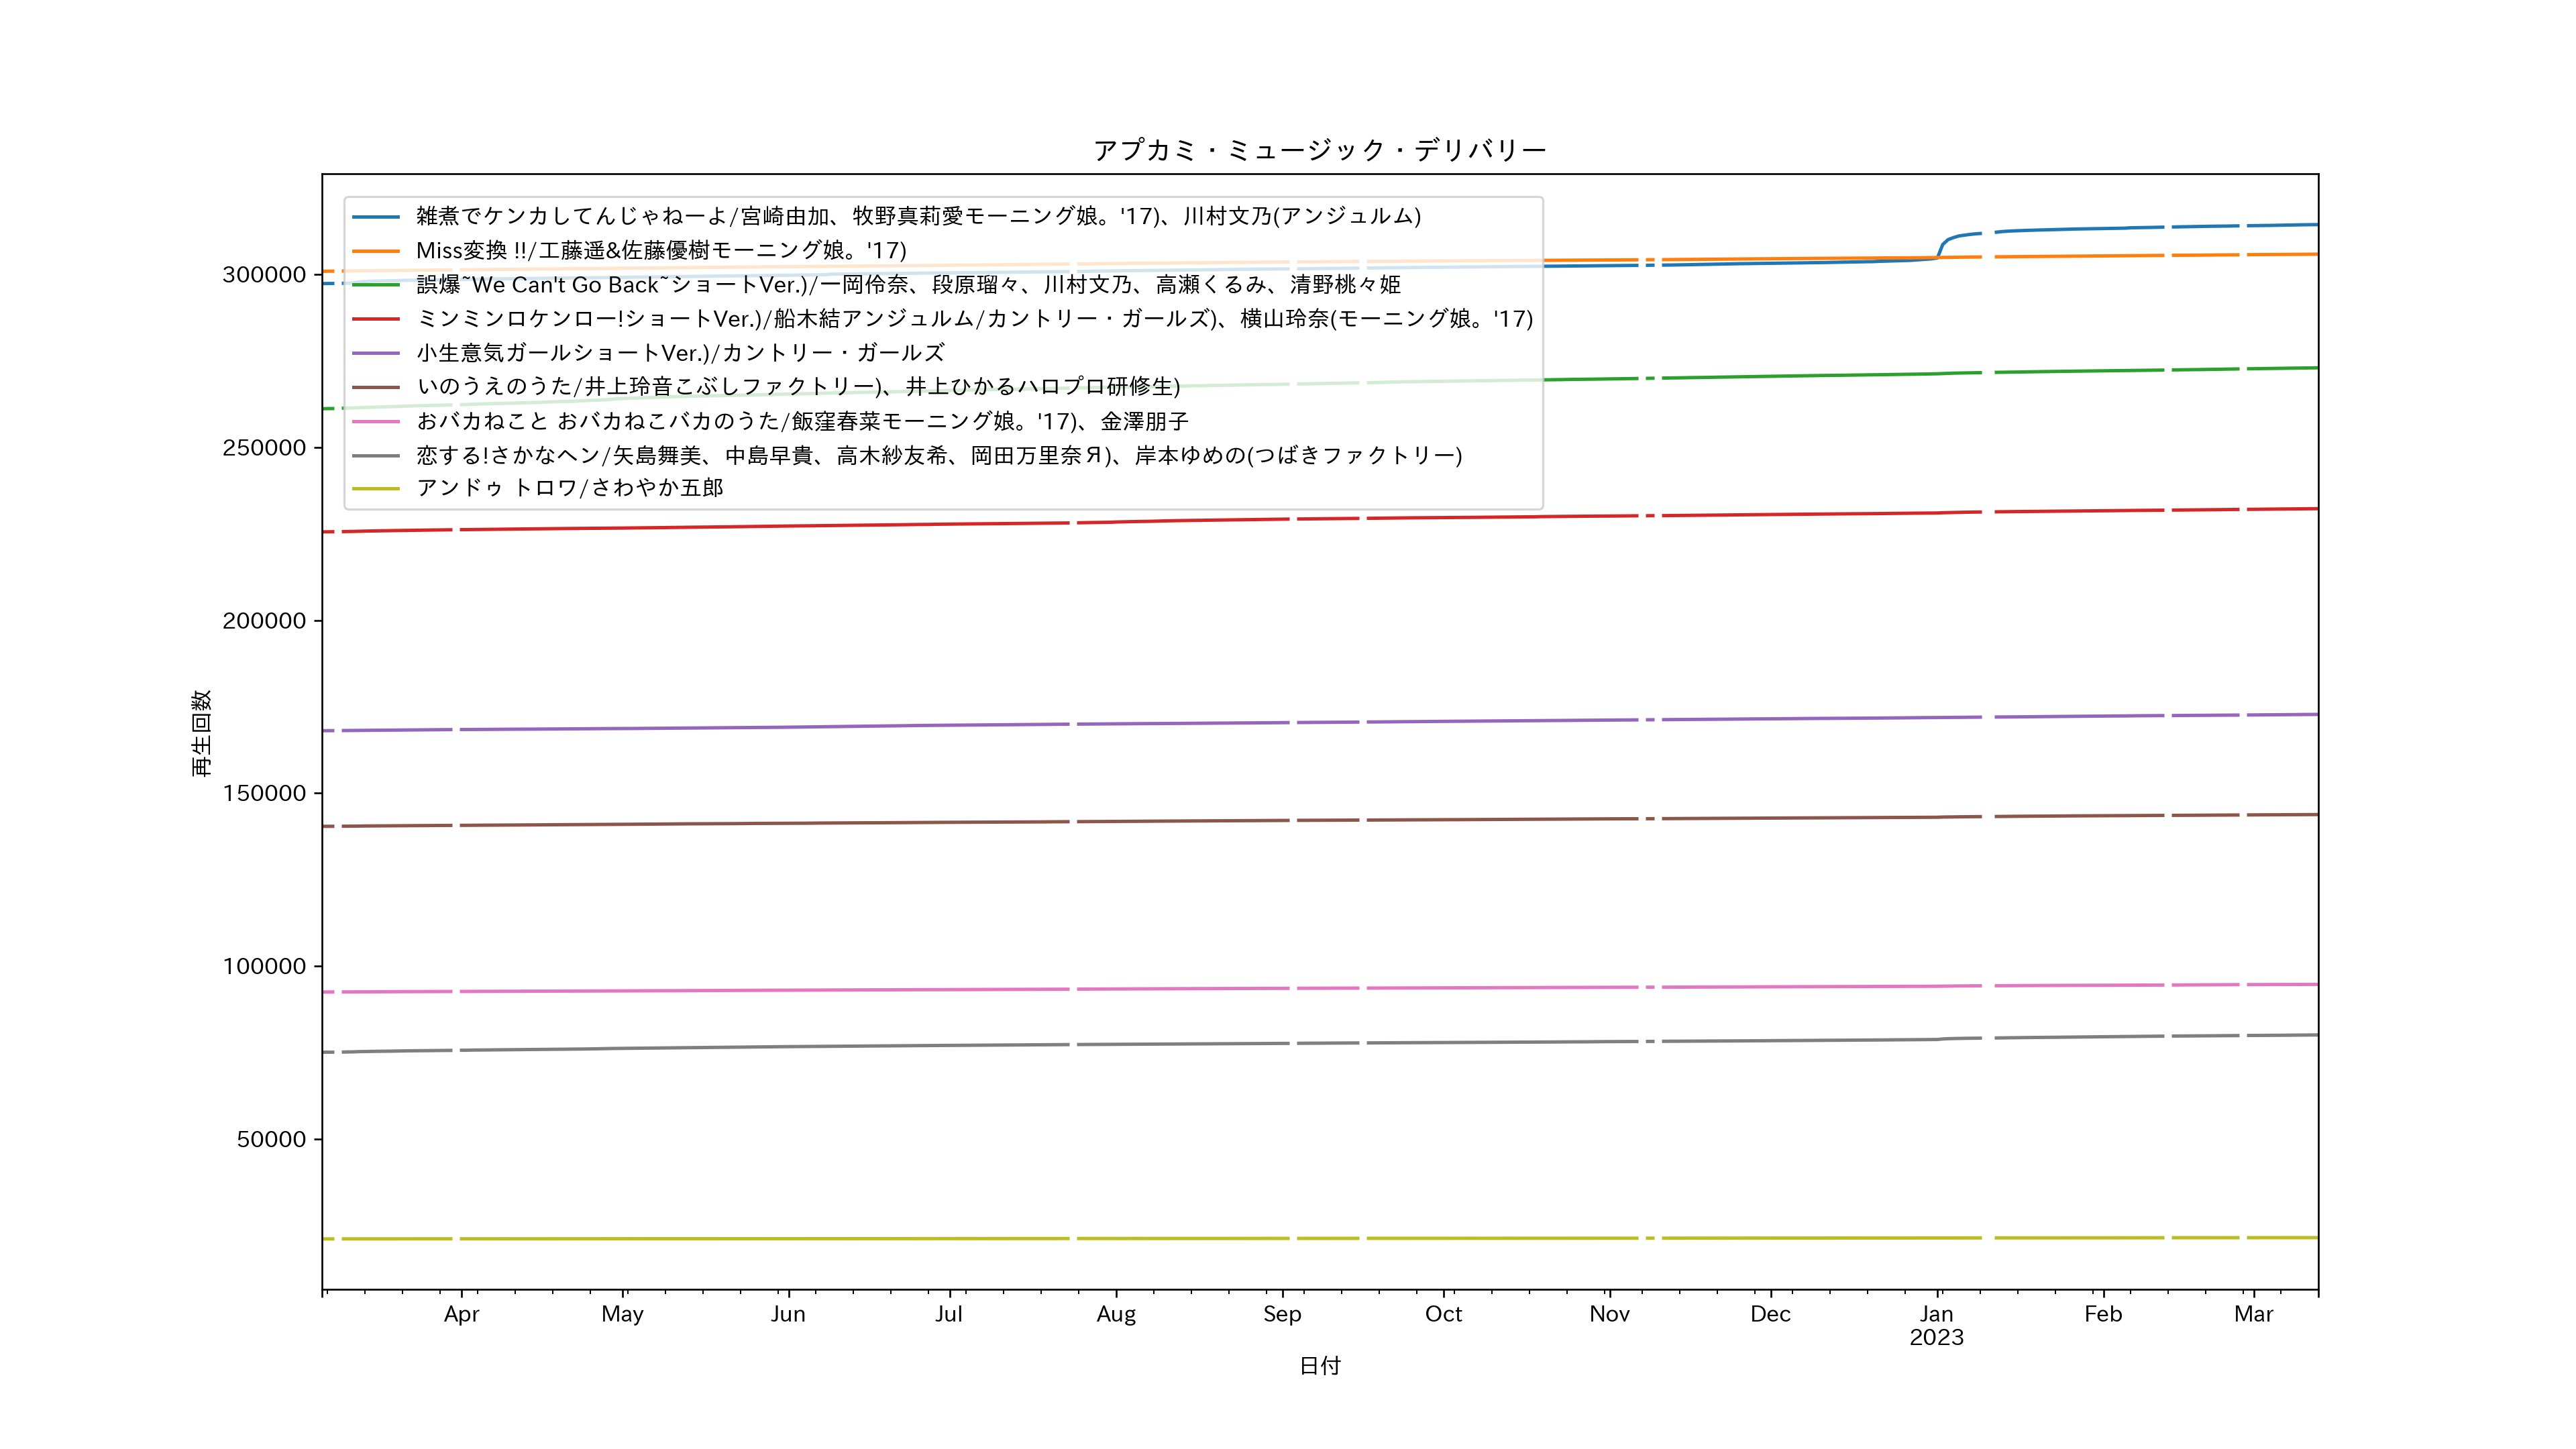 アプカミ・ミュージック・デリバリー
雑煮でケンカしてんじゃねーよ/宮崎由加、牧野真莉愛モーニング娘。'17)、川村文乃(アンジュルム)
Miss変換 !!/工藤遥&佐藤優樹モーニング娘。'17)
誤爆~We Can't Go Back~ショートVer.)/一岡伶奈、段原瑠々、川村文乃、高瀬くるみ、清野桃々姫
ミンミンロケンロー!ショートVer.)/船木結アンジュルム/カントリー・ガールズ)、横山玲奈(モーニング娘。'17)
小生意気ガールショートVer.)/カントリー・ガールズ
いのうえのうた/井上玲音こぶしファクトリー)、井上ひかるハロプロ研修生)
おバカねこと おバカねこバカのうた/飯窪春菜モーニング娘。'17)、金澤朋子
恋する!さかなヘン/矢島舞美、中島早貴、高木紗友希、岡田万里奈Я)、岸本ゆめの(つばきファクトリー)
アンドゥ トロワ/さわやか五郎
300000
250000
200000
150000
100000
50000
再生回数
Apr May Jun Jul Aug Sep Oct Nov Dec Jan Feb Mar
2023
日付